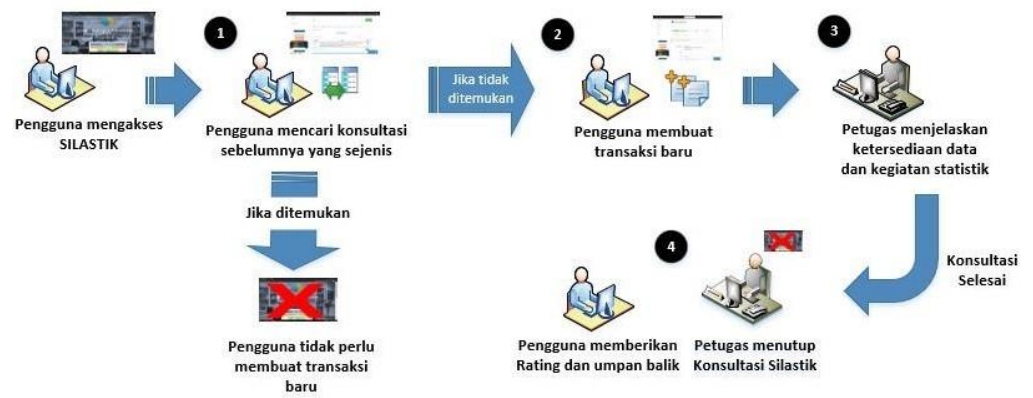 Pengguna mengakses
SILASTIK
1
Pengguna mencari konsultasi
sebelumnya yang sejenis
Jika tidak
ditemukan
2
Pengguna membuat
transaksi baru
3
Petugas menjelaskan
ketersediaan data
dan kegiatan statistik
Jika ditemukan
Pengguna tidak perlu
membuat transaksi
baru
Konsultasi
Selesai
4
Pengguna memberikan
Rating dan umpan balik
Petugas menutup
Konsultasi Silastik